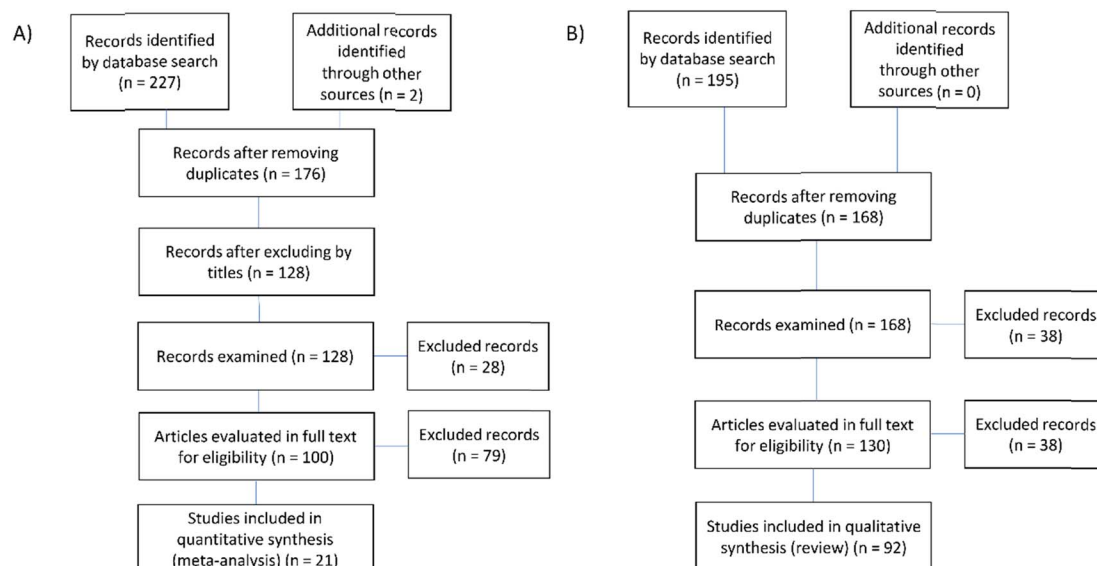 A)
Records identified
by database search
(n = 227)
Additional records
identified
through other
sources (n = 2)
Records after removing
duplicates (n = 176)
Records after excluding by
titles (n = 128)
Records examined (n = 128)
Excluded records
(n = 28)
Articles evaluated in full text
for eligibility (n = 100)
Excluded records
(n = 79)
Studies included in
quantitative synthesis
(meta-analysis) (n = 21)
B)
Records identified
by database search
(n = 195)
Additional records
identified
through other
sources (n = 0)
Records after removing
duplicates (n = 168)
Records examined (n = 168)
Excluded records
(n = 38)
Articles evaluated in full text
for eligibility (n = 130)
Excluded records
(n = 38)
Studies included in qualitative
synthesis (review) (n = 92)